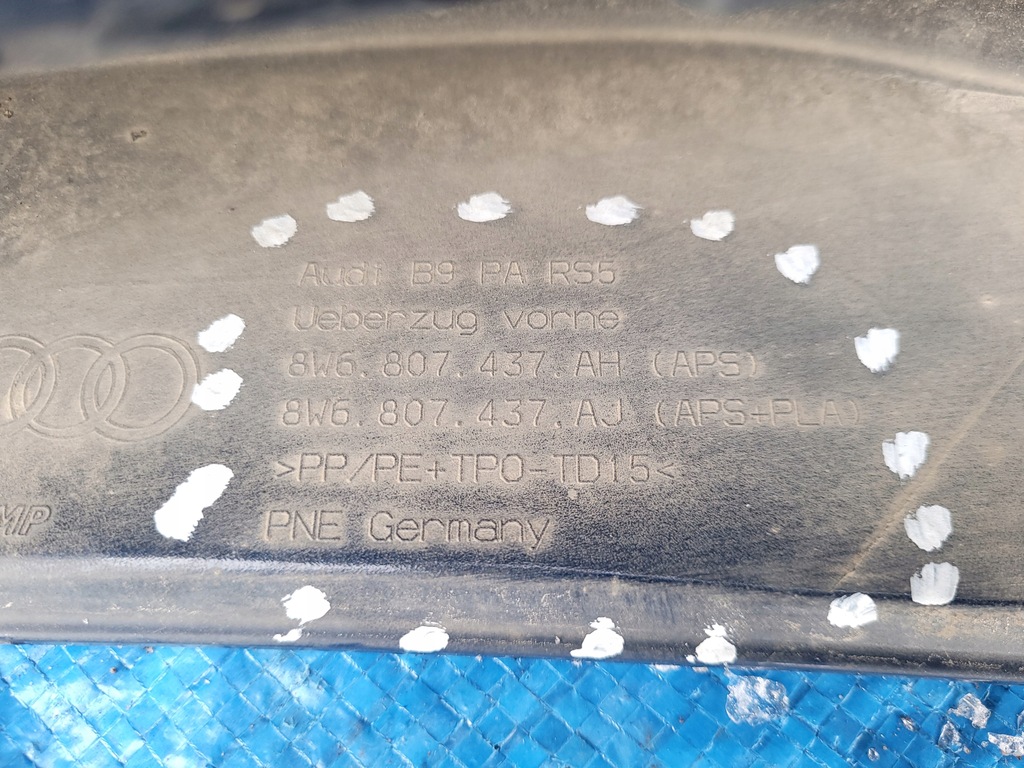 Audi B9 PA RS5
Ueberzug vorne
8W6.807.437.AH (APS)
8W6.807.437.AJ (APS+PLA)
>PP/PE+TPO-TD15<
PNE Germany